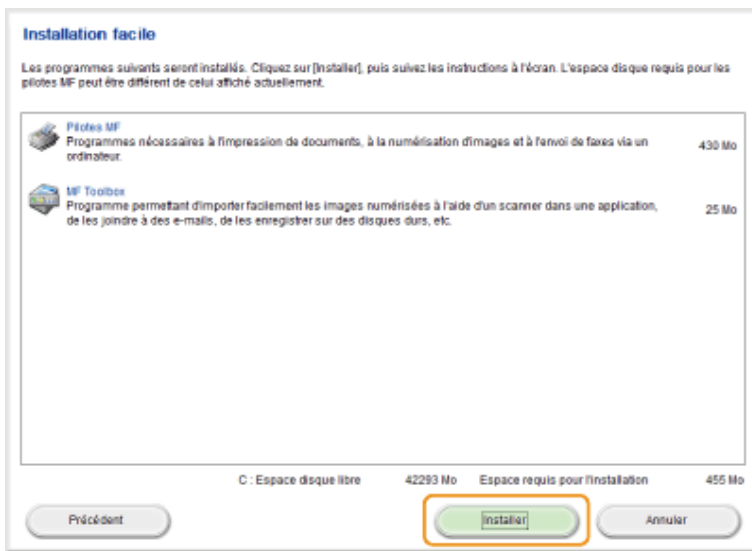 Installation facile
Les programmes suivants seront installés. Cliquez sur [Installer], puis suivez les instructions à l'écran. L'espace disque requis pour les
pilotes MF peut être différent de celui affiché actuellement.
Pilotes MF
Programmes nécessaires à l'impression de documents, à la numérisation d'images et à l'envoi de faxes via un
ordinateur.
430 Mo
MF Toolbox
Programme permettant d'importer facilement les images numérisées à l'aide d'un scanner dans une application,
de les joindre à des e-mails, de les enregistrer sur des disques durs, etc.
25 Mo
C : Espace disque libre 42293 Mo Espace requis pour l'installation 455 Mo
Précédent Installer Annuler